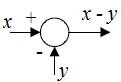 x + x - y
-
y